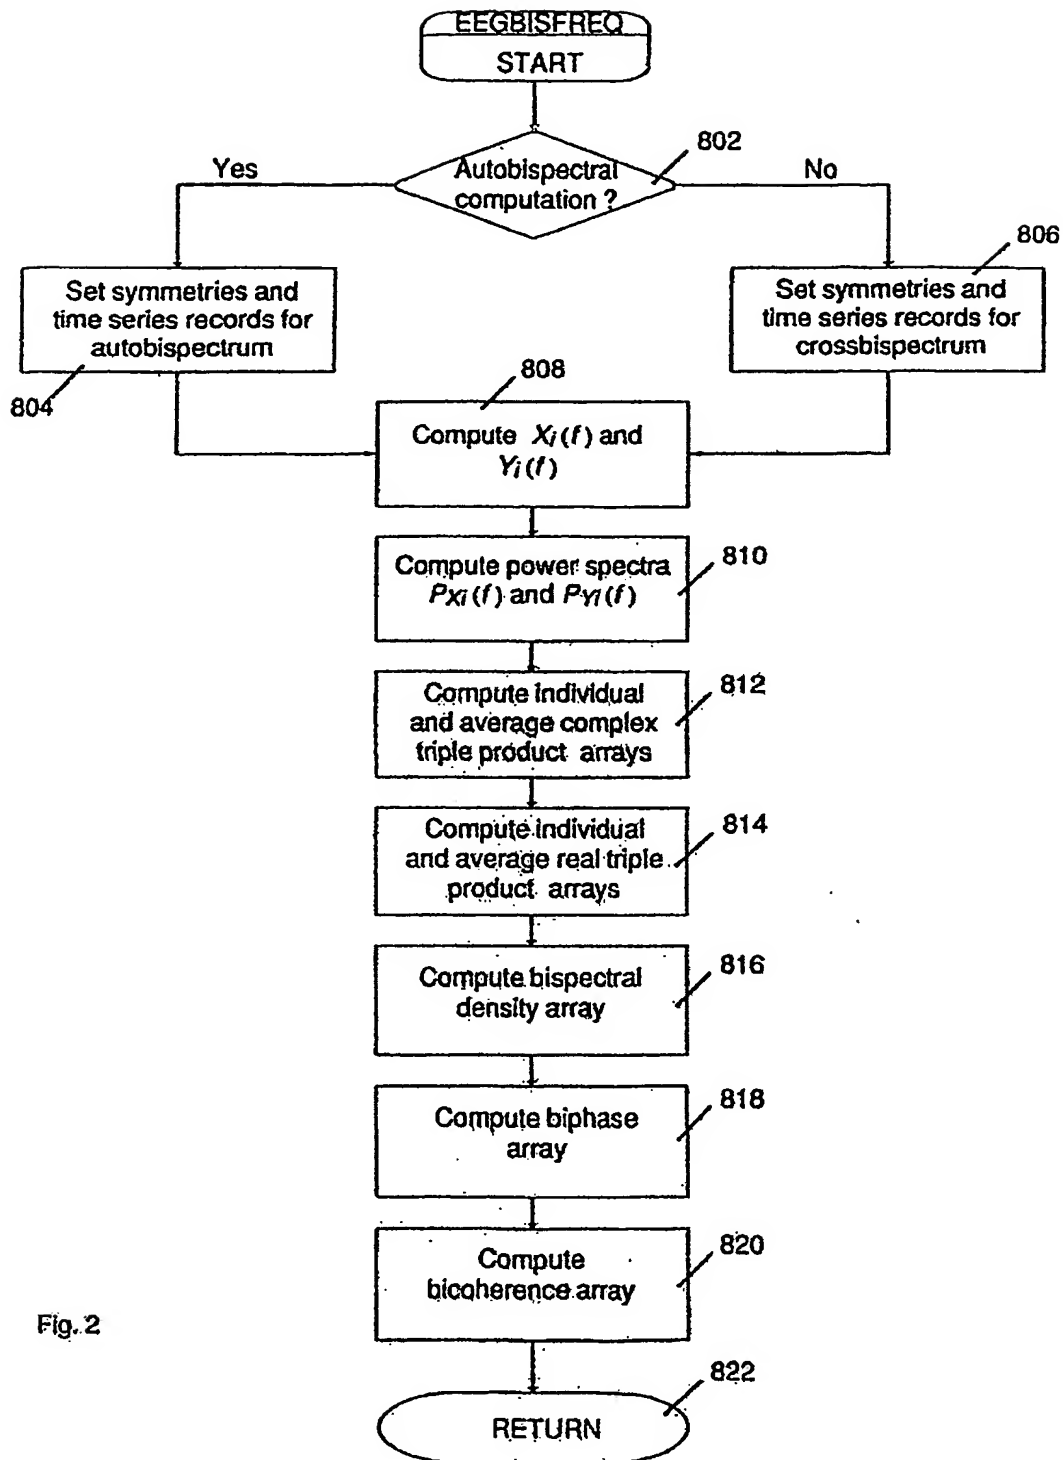 EEGBISFREQ
START
802
Autobispectral
computation ?
Yes
No
806
Set symmetries and
time series records for
autobispectrum
804
Set symmetries and
time series records for
crossbispectrum
808
Compute Xi(f) and
Yi(f)
810
Compute power spectra
PXi(f) and PYi(f)
812
Compute individual
and average complex
triple product arrays
814
Compute individual
and average real triple
product arrays
816
Compute bispectral
density array
818
Compute biphase
array
820
Compute
bicoherence array
Fig. 2
822
RETURN